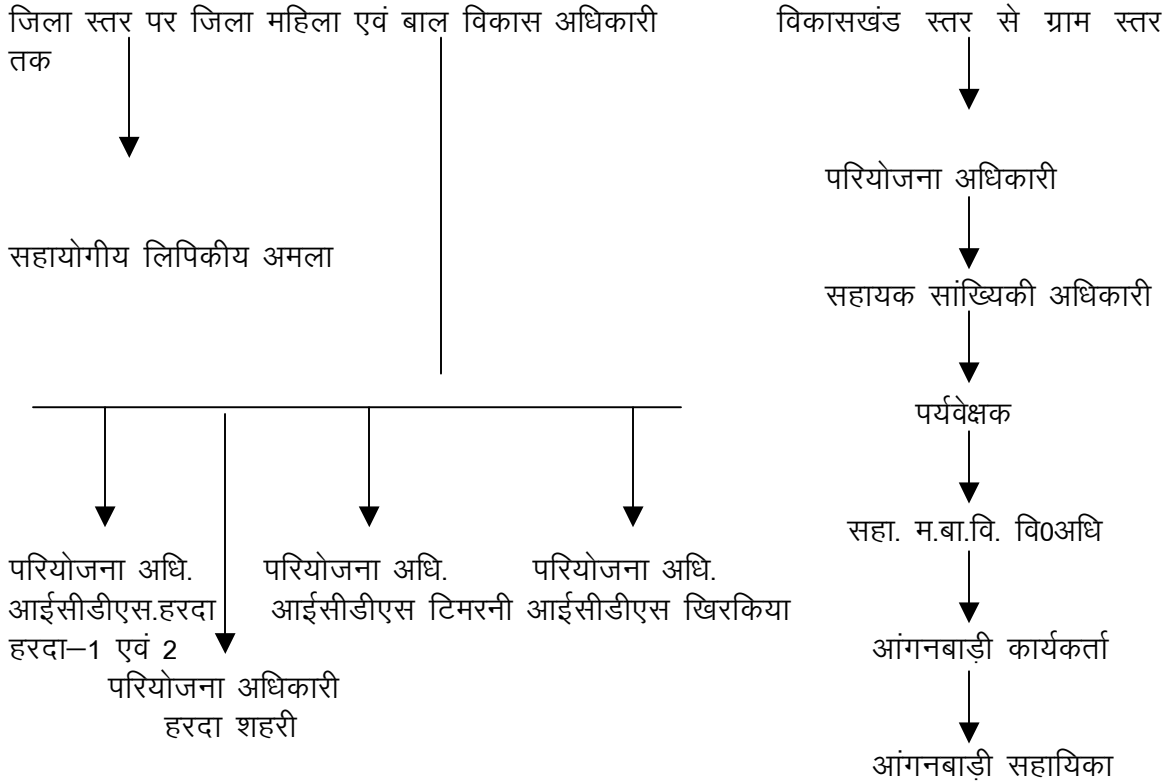 जिला स्तर पर जिला महिला एवं बाल विकास अधिकारी विकासखंड स्तर से ग्राम स्तर
तक
सहायोगीय लिपिकीय अमला
परियोजना अधि. परियोजना अधि. परियोजना अधि.
आईसीडीएस.हरदा आईसीडीएस टिमरनी आईसीडीएस खिरकिया
हरदा–1 एवं 2
परियोजना अधिकारी
हरदा शहरी
परियोजना अधिकारी
सहायक सांख्यिकी अधिकारी
पर्यवेक्षक
सहा. म.बा.वि. वि0अधि
आंगनबाड़ी कार्यकर्ता
आंगनबाड़ी सहायिका